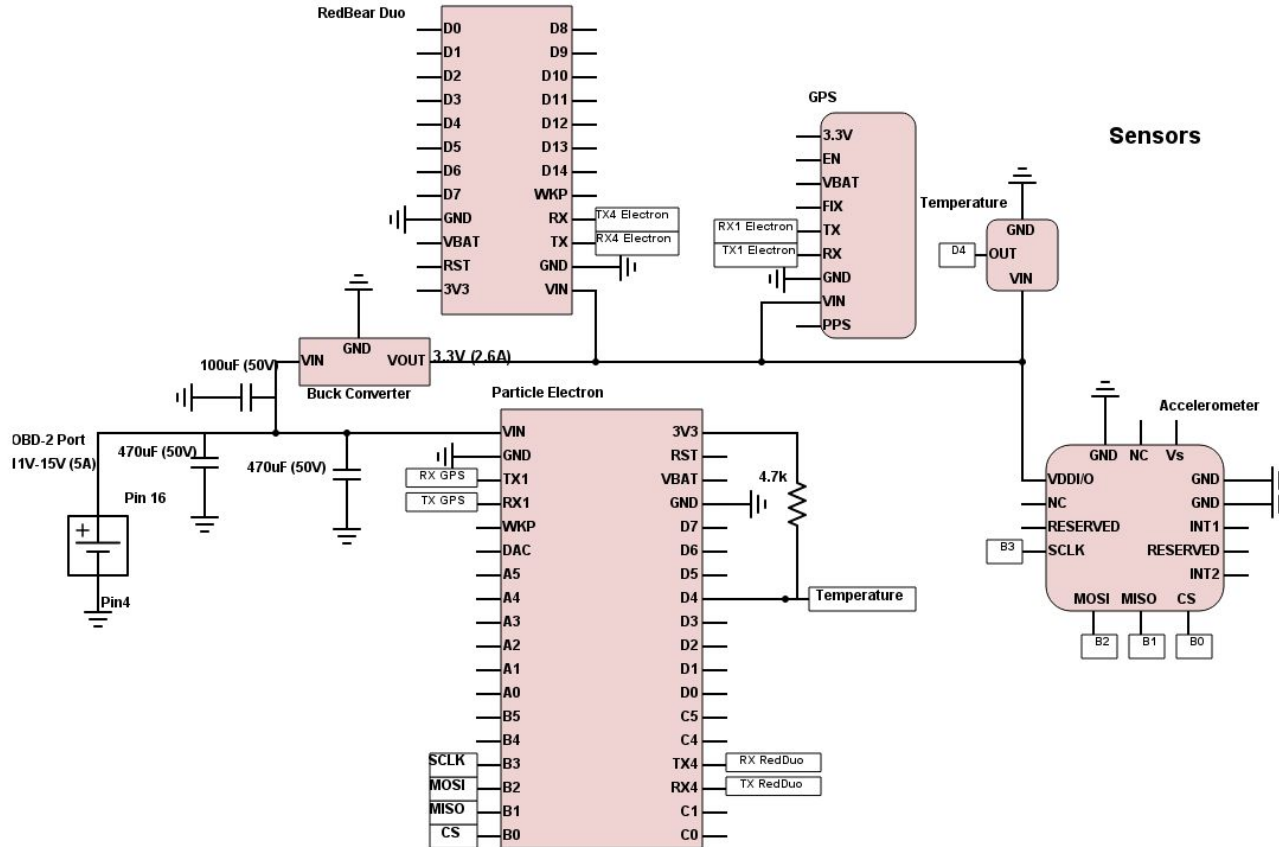 RedBear Duo
D0
D1
D2
D3
D4
D5
D6
D7
GND
VBAT
RST
3V3
D8
D9
D10
D11
D12
D13
D14
WKP
RX
TX
GND
VIN
TX4 Electron
RX4 Electron
GPS
3.3V
EN
VBAT
FIX
TX
RX
GND
VIN
PPS
RX1 Electron
TX1 Electron
Sensors
Temperature
GND
OUT
VIN
D4
VIN
GND
VOUT
3.3V (2.6A)
Buck Converter
100uF (50V)
OBD-2 Port
11V-15V (5A)
470uF (50V)
470uF (50V)
Pin 16
+
Pin4
Particle Electron
VIN
GND
TX1
RX1
WKP
DAC
A5
A4
A3
A2
A1
A0
B5
B4
B3
B2
B1
B0
RX GPS
TX GPS
SCLK
MOSI
MISO
CS
3V3
RST
VBAT
GND
D7
D6
D5
D4
D3
D2
D1
D0
C5
C4
TX4
RX4
C1
C0
4.7k
Temperature
RX RedDuo
TX RedDuo
Accelerometer
GND
NC
Vs
VDDI/O
NC
RESERVED
SCLK
GND
GND
INT1
RESERVED
INT2
MOSI
MISO
CS
B3
B2
B1
B0